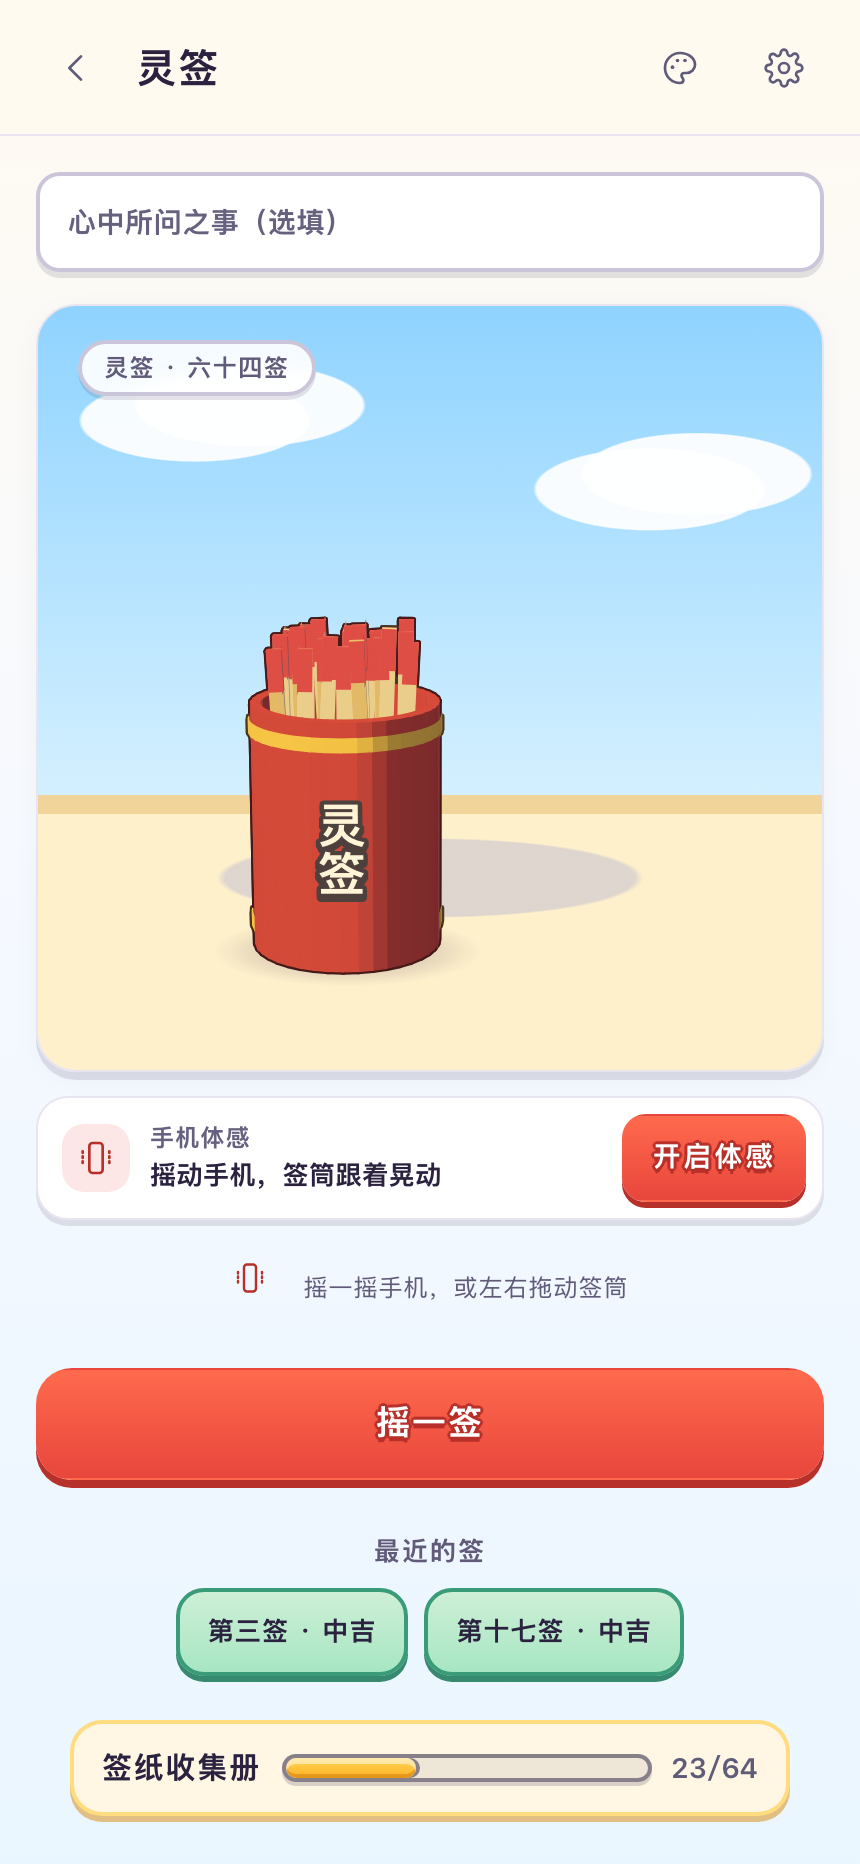 灵签
心中所问之事（选填）
灵签 · 六十四签
灵签
手机体感
摇动手机，签筒跟着晃动
开启体感
摇一摇手机，或左右拖动签筒
摇一签
最近的签
第三签 · 中吉
第十七签 · 中吉
签纸收集册
23/64